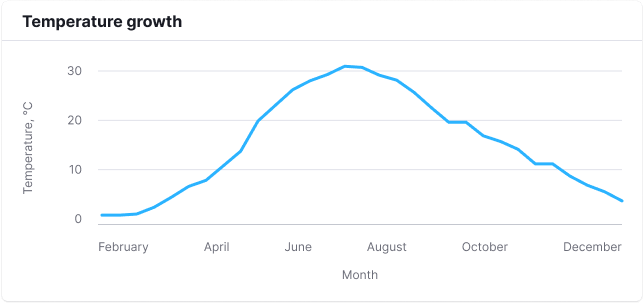 Temperature growth
30
20
10
0
Temperature, °C
February April June August October December
Month